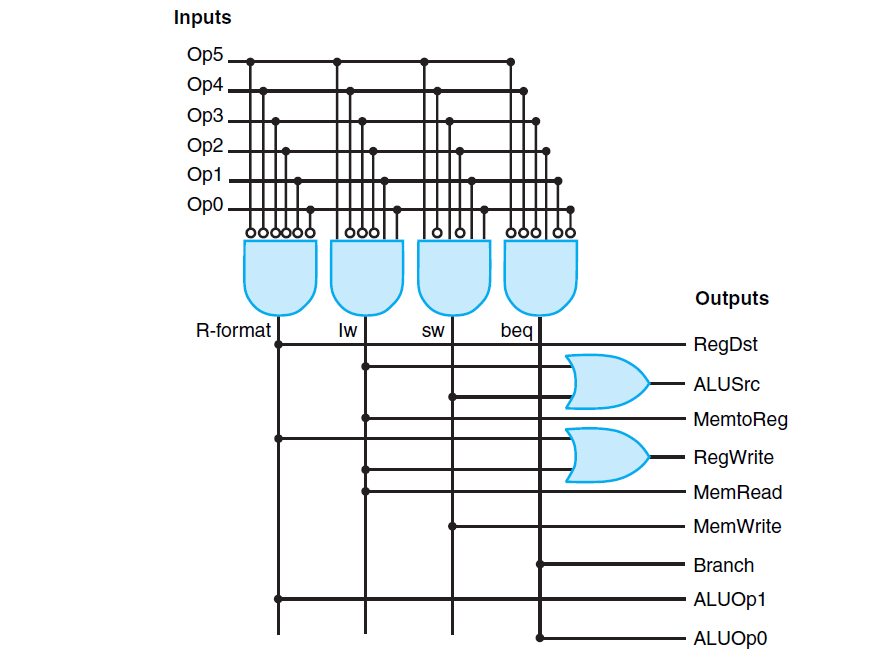 Inputs
Op5
Op4
Op3
Op2
Op1
Op0
Outputs
R-format lw sw beq
RegDst
ALUSrc
MemtoReg
RegWrite
MemRead
MemWrite
Branch
ALUOp1
ALUOp0